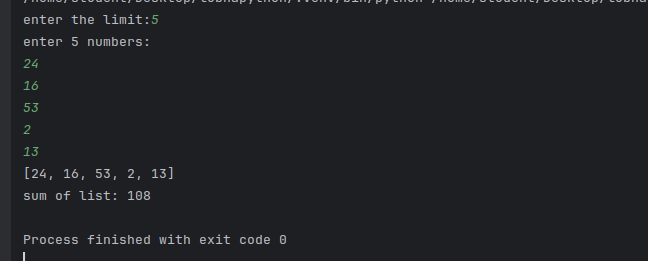 enter the limit:5
enter 5 numbers:
24
16
53
2
13
[24, 16, 53, 2, 13]
sum of list: 108
Process finished with exit code 0